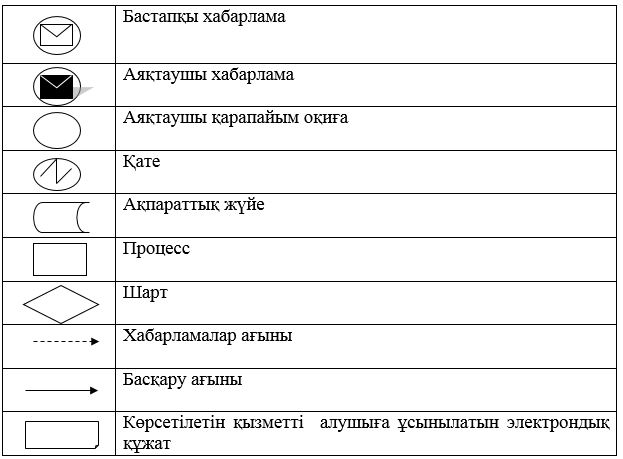 Бастапқы хабарлама
Аяқтаушы хабарлама
Аяқтаушы қарапайым оқиға
Қате
Ақпараттық жүйе
Процесс
Шарт
Хабарламалар ағыны
Басқару ағыны
Көрсетілетін қызметті алушыға ұсынылатын электрондық
құжат